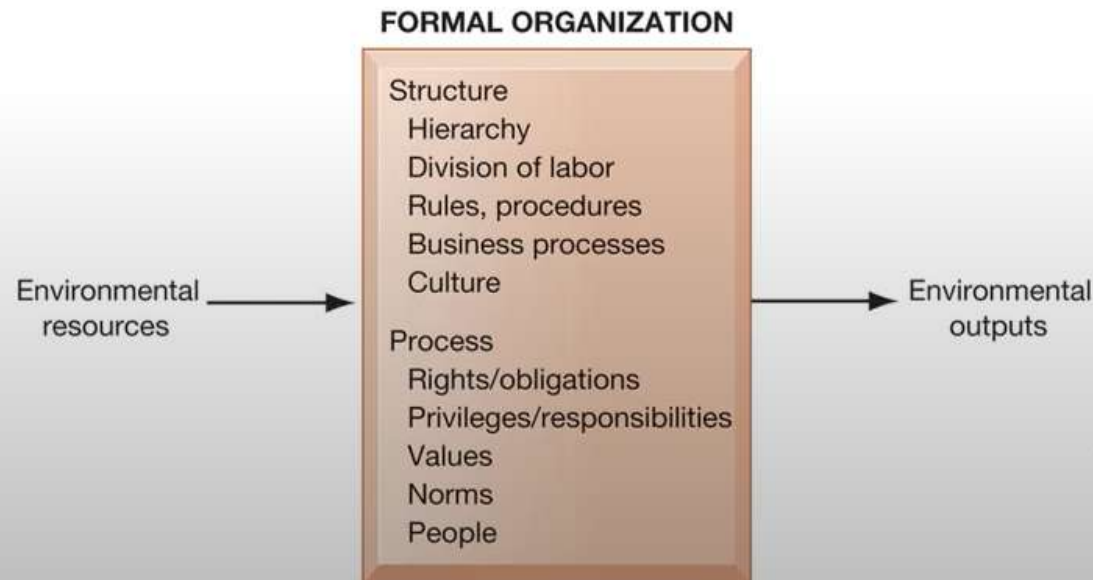 FORMAL ORGANIZATION
Structure
Hierarchy
Division of labor
Rules, procedures
Business processes
Culture
Environmental
resources
Process
Rights/obligations
Privileges/responsibilities
Values
Norms
People
Environmental
outputs